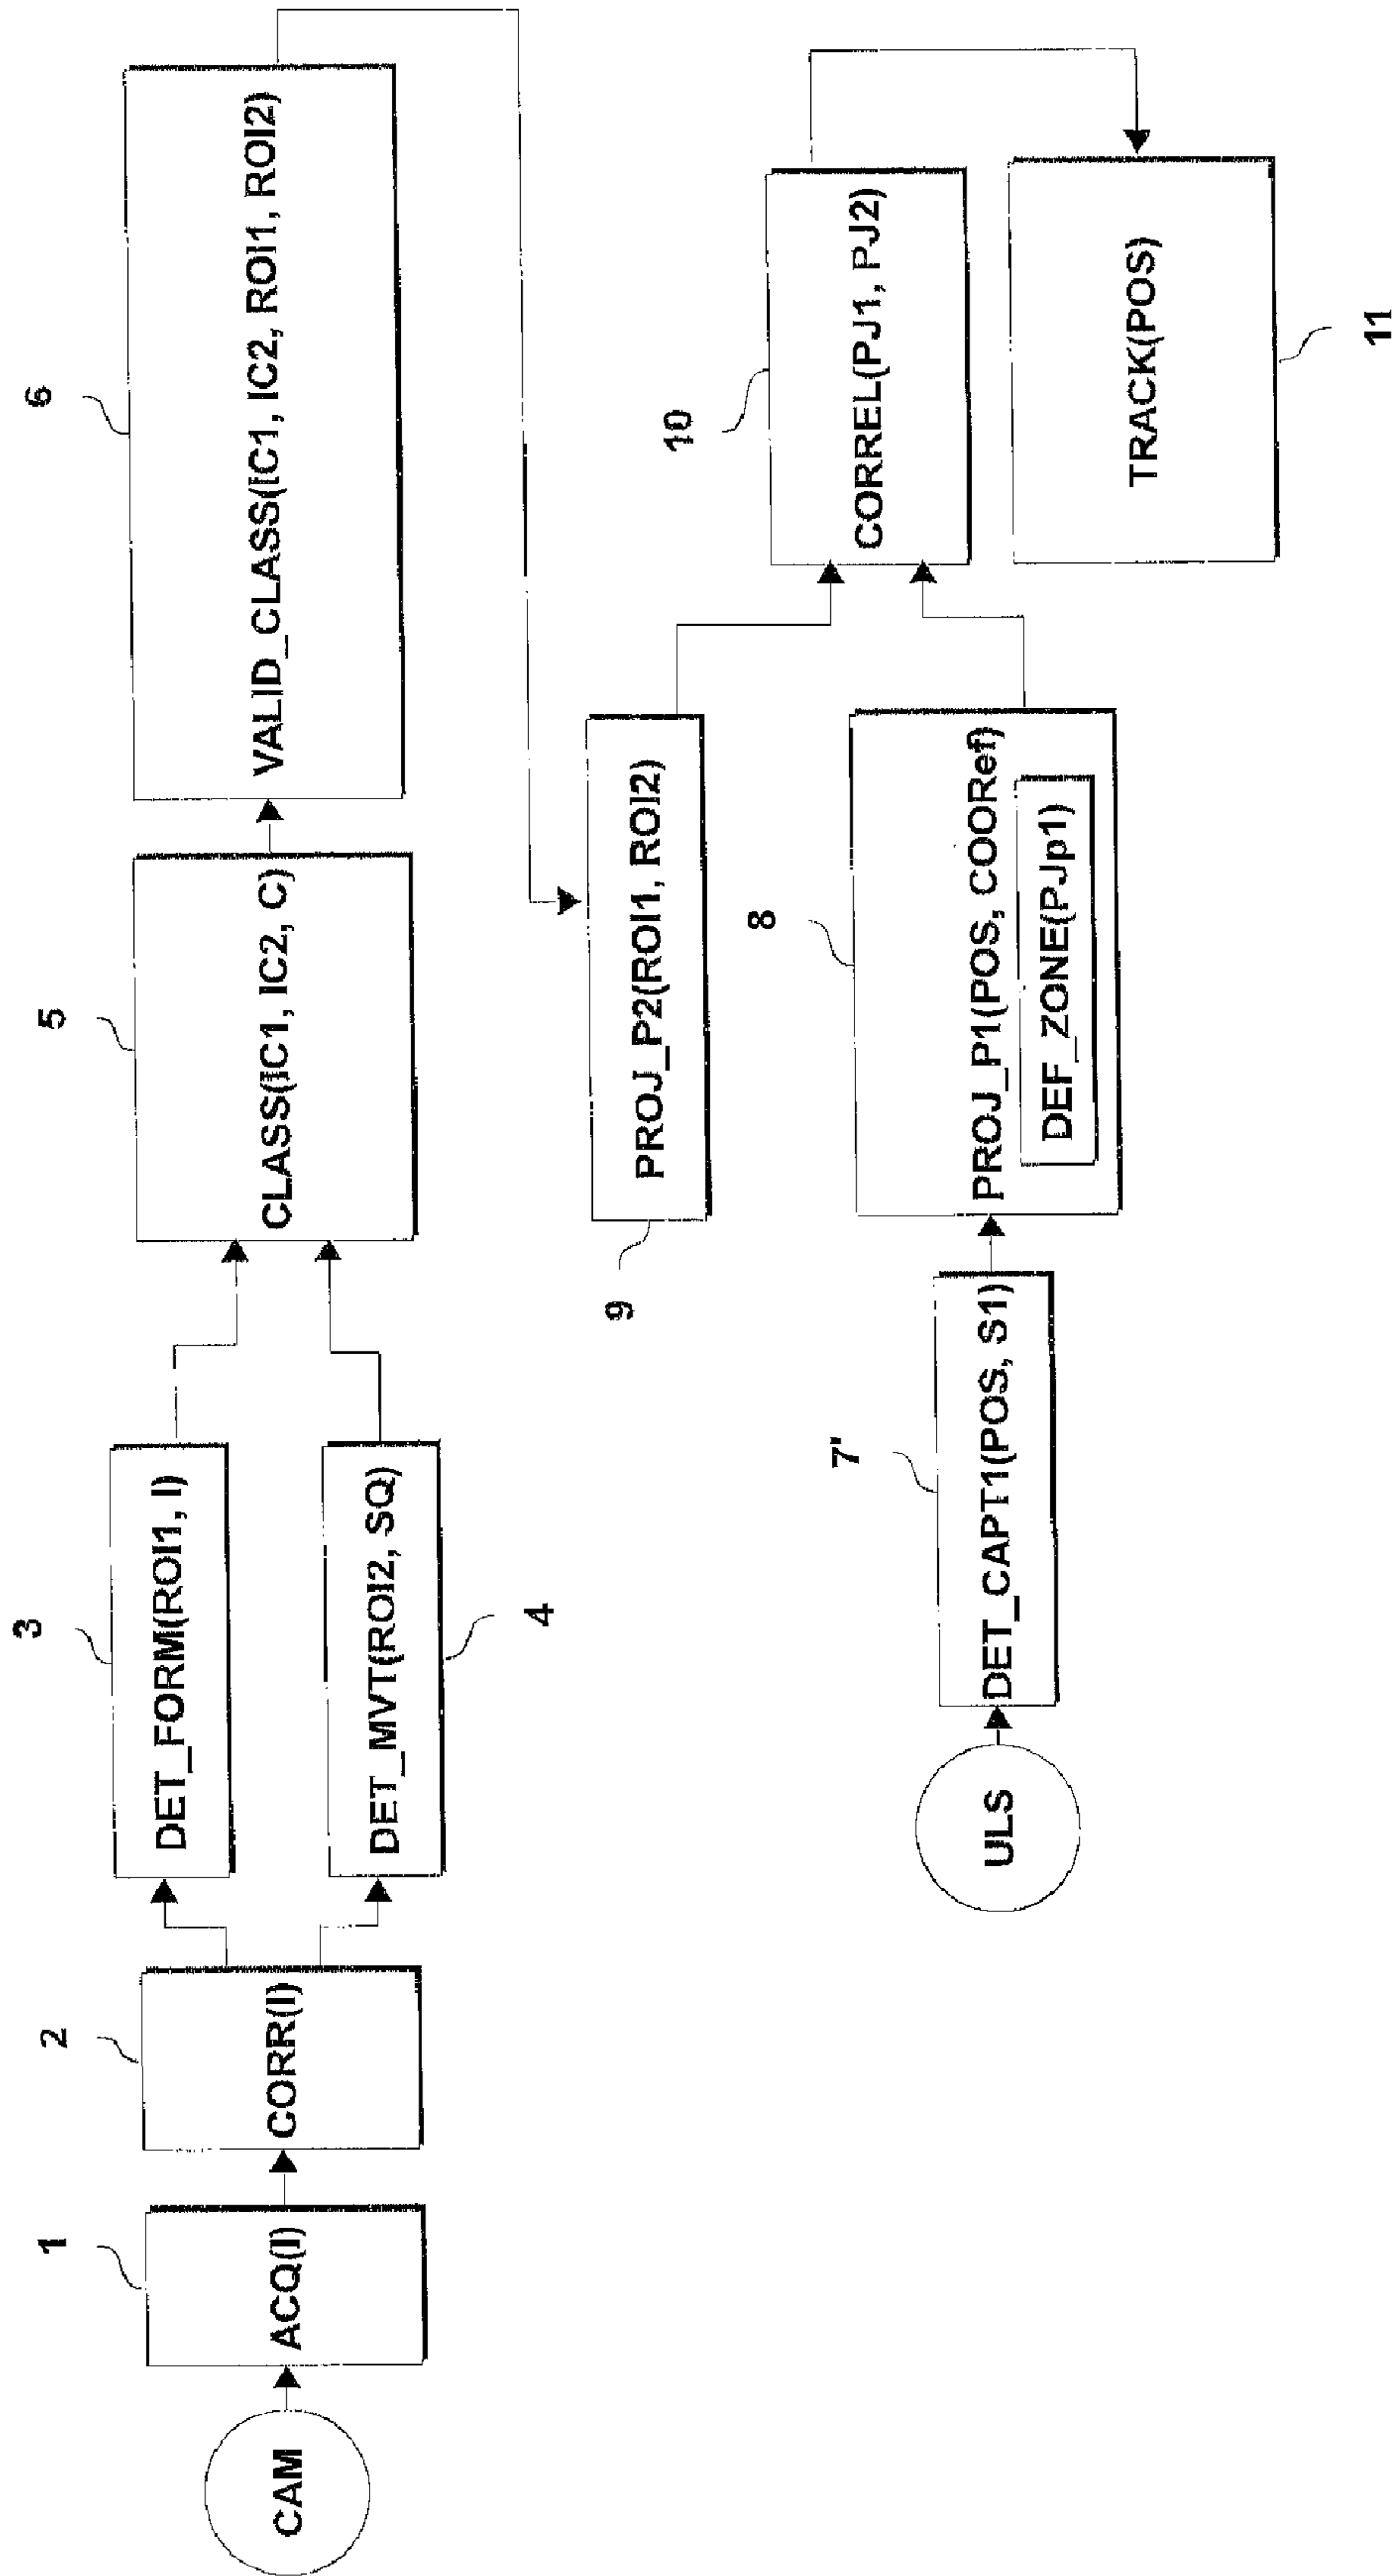 1
2
3
4
5
6
CAM
ACQ(I)
CORR(I)
DET_FORM(ROI1, I)
DET_MVT(ROI2, SQ)
CLASS(IC1, IC2, C)
VALID_CLASS(IC1, IC2, ROI1, ROI2)
9
PROJ_P2(ROI1, ROI2)
ULS
7'
DET_CAPT1(POS, S1)
8
PROJ_P1(POS, COORef)
DEF_ZONE(PJp1)
10
CORREL(PJ1, PJ2)
TRACK(POS)
11